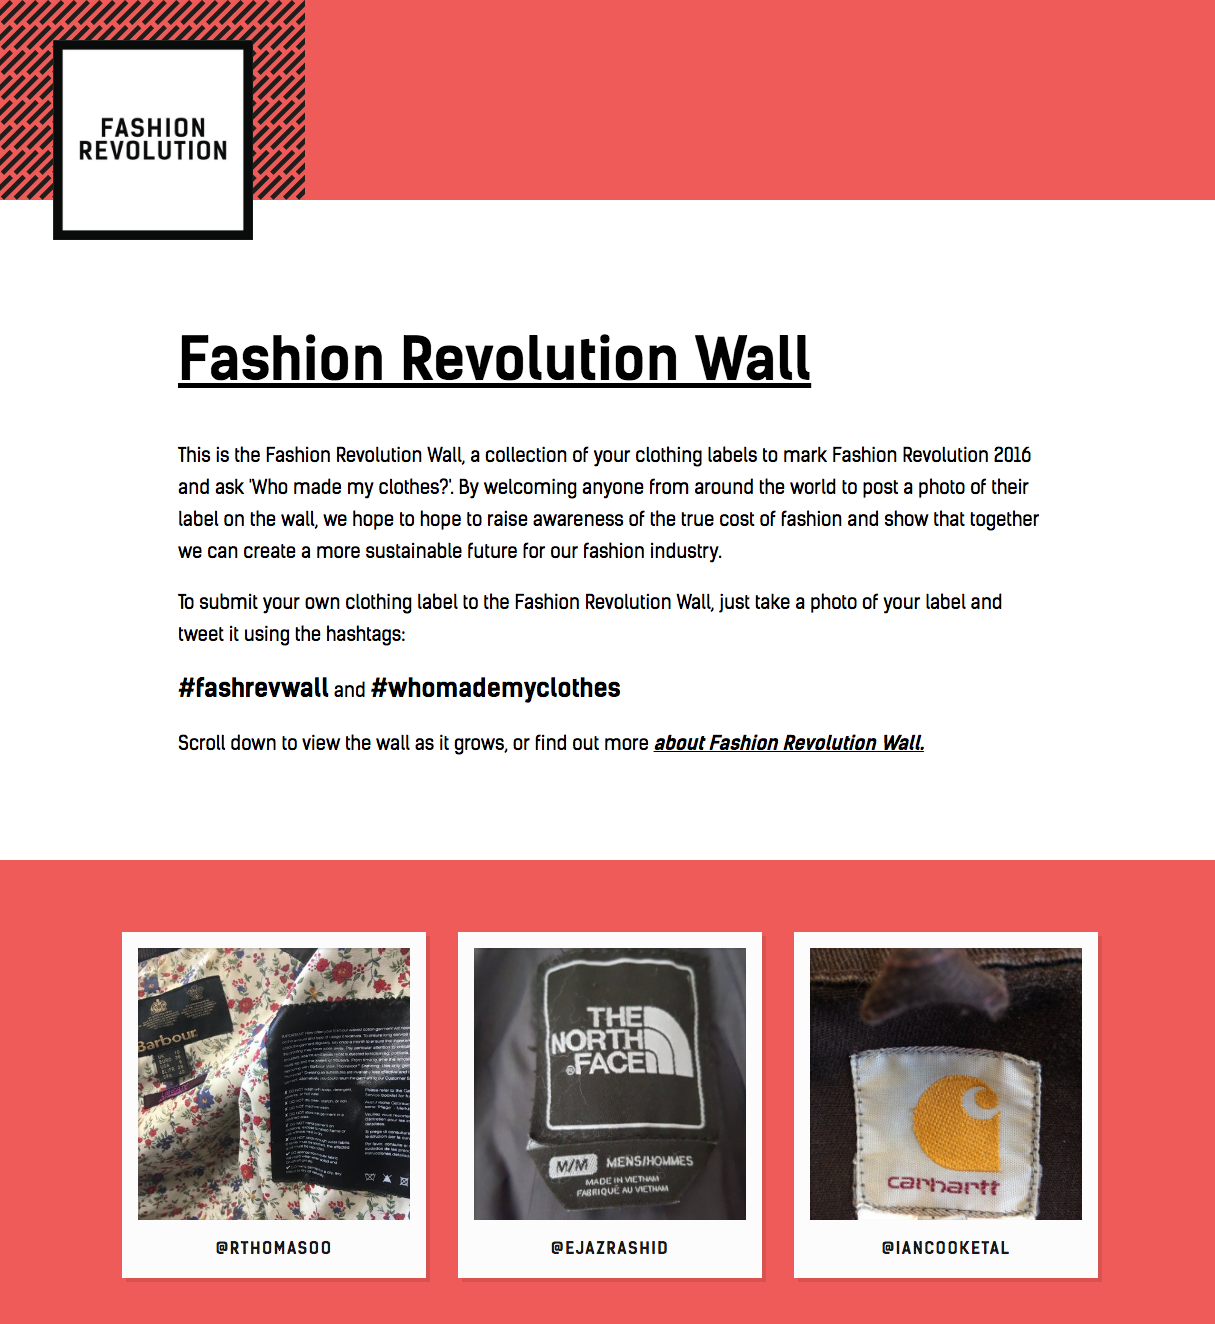 FASHION
REVOLUTION
Fashion Revolution Wall
This is the Fashion Revolution Wall, a collection of your clothing labels to mark Fashion Revolution 2016
and ask 'Who made my clothes?'. By welcoming anyone from around the world to post a photo of their
label on the wall, we hope to hope to raise awareness of the true cost of fashion and show that together
we can create a more sustainable future for our fashion industry.
To submit your own clothing label to the Fashion Revolution Wall, just take a photo of your label and
tweet it using the hashtags:
#fashrevwall and #whomademyclothes
Scroll down to view the wall as it grows, or find out more about Fashion Revolution Wall.
Barbour
THE
NORTH
FACE
M/M MENS/HOMMES
MADE IN VIETNAM
FABRIQUÉ AU VIETNAM
carhartt
@RTHOMASOO
@EJAZRASHID
@IANCOOKETAL